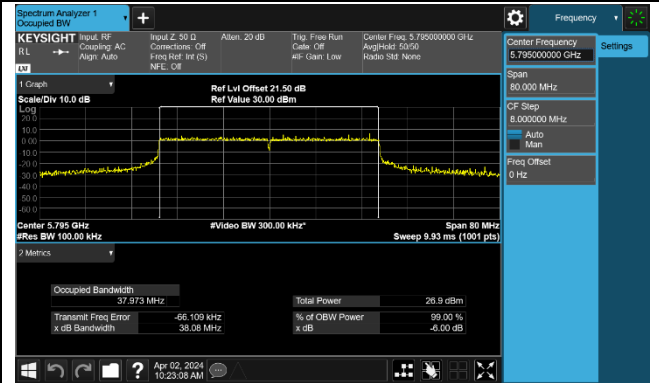 Spectrum Analyzer 1
Occupied BW
Frequency
KEYSIGHT
RL
Input: RF
Coupling: AC
Align: Auto
Input Z: 50 Ω
Corrections: Off
Freq Ref: Int (S)
NFE: Off
Atten: 20 dB
Trig: Free Run
Gate: Off
#IF Gain: Low
Center Freq: 5.795000000 GHz
Avg|Hold: 50/50
Radio Std: None
Center Frequency
5.795000000 GHz
Settings
Span
80.000 MHz
CF Step
8.000000 MHz
Auto
Man
Freq Offset
0 Hz
1 Graph
Scale/Div 10.0 dB
Ref Lvl Offset 21.50 dB
Ref Value 30.00 dBm
Log
20.0
10.0
0.00
-10.0
-20.0
-30.0
-40.0
-50.0
-60.0
Center 5.795 GHz
#Res BW 100.00 kHz
#Video BW 300.00 kHz*
Span 80 MHz
Sweep 9.93 ms (1001 pts)
2 Metrics
Occupied Bandwidth
37.973 MHz
Total Power
26.9 dBm
Transmit Freq Error
-66.109 kHz
% of OBW Power
99.00 %
x dB Bandwidth
38.08 MHz
x dB
-6.00 dB
?
Apr 02, 2024
10:23:08 AM